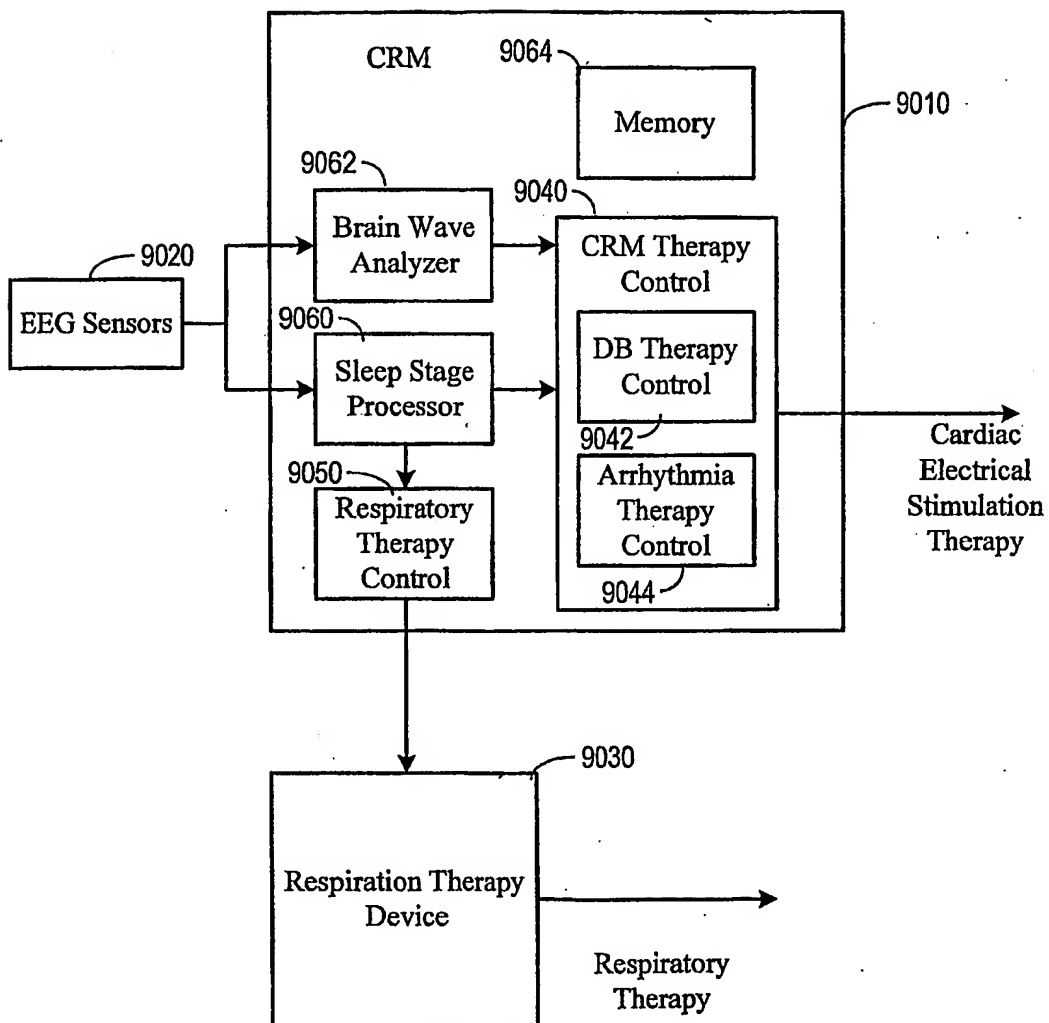 CRM
9064
Memory
9010
9062
Brain Wave
Analyzer
9040
CRM Therapy
Control
9020
EEG Sensors
9060
Sleep Stage
Processor
DB Therapy
Control
9042
Cardiac
Electrical
Stimulation
Therapy
9050
Respiratory
Therapy
Control
Arrhythmia
Therapy
Control
9044
9030
Respiration Therapy
Device
Respiratory
Therapy